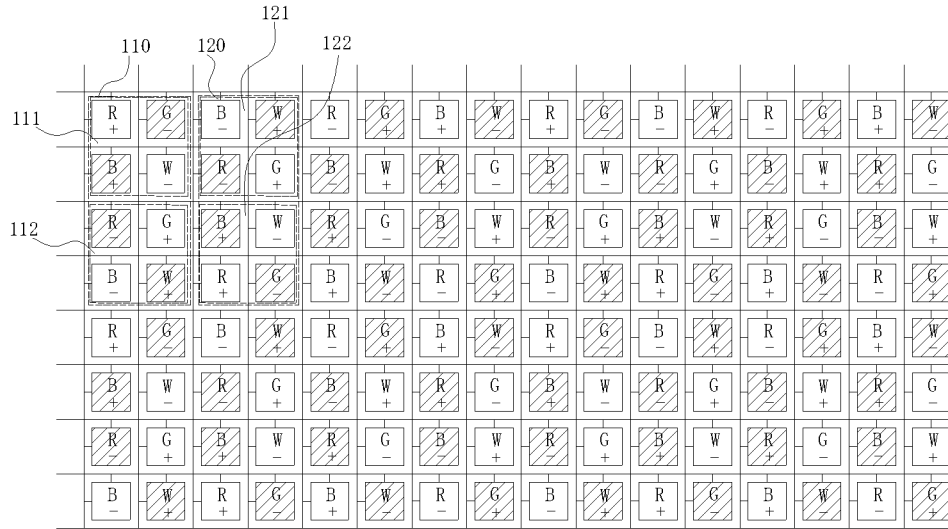 121
110 120 122
R G B W R G B W R G B W R G B W
+ − − + − + + − + − − + − + + −
111
B W R G B W R G B W R G B W R G
+ − − + − + + − + − − + − + + −
R G B W R G B W R G B W R G B W
112
− + + − + − − + − + + − + − − +
B W R G B W R G B W R G B W R G
− + + − + − − + − + + − + − − +
R G B W R G B W R G B W R G B W
+ − − + − + + − + − − + − + + −
B W R G B W R G B W R G B W R G
+ − − + − + + − + − − + − + + −
R G B W R G B W R G B W R G B W
− + + − + − − + − + + − + − − +
B W R G B W R G B W R G B W R G
− + + − + − − + − + + − + − − +